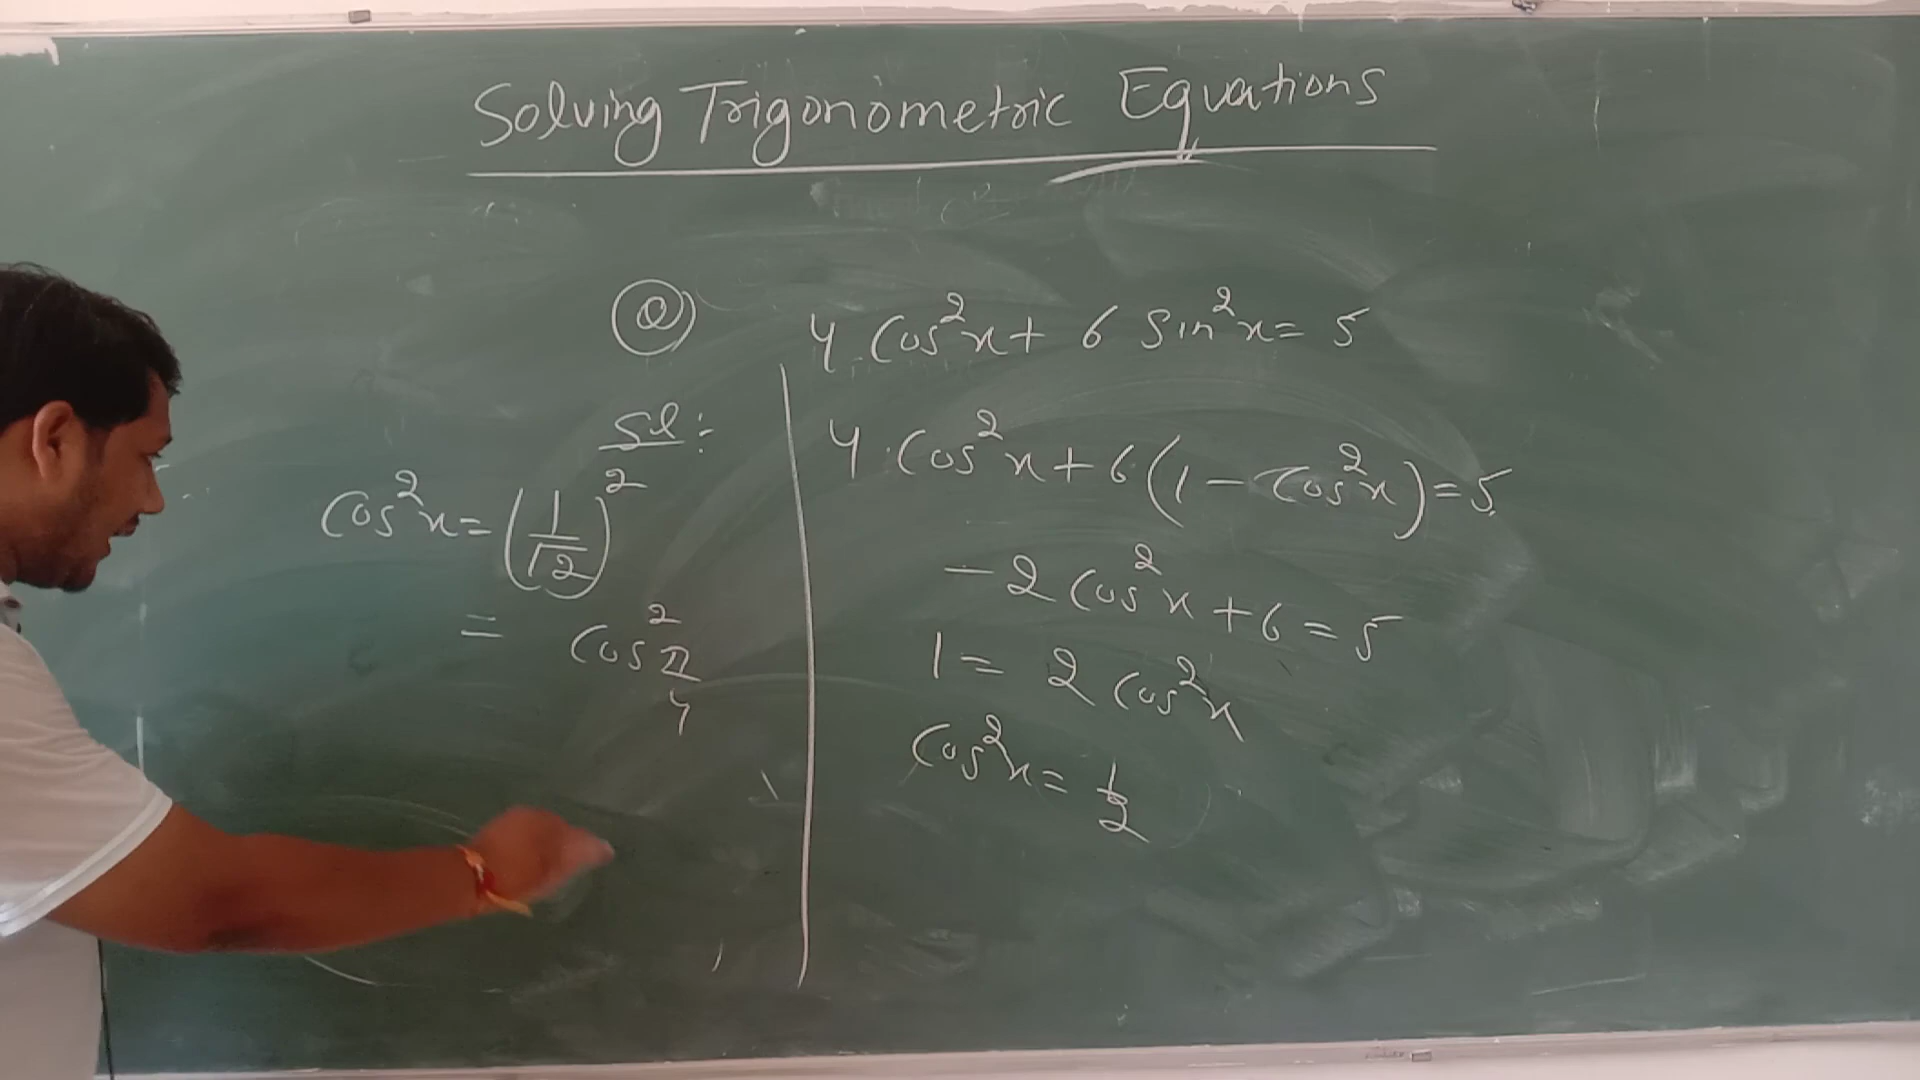 Solving Trigonometric Equations
Q 4 Cos²x + 6 Sin²x = 5
Sol:
4 Cos²x + 6 (1 - Cos²x) = 5
-2 Cos²x + 6 = 5
1 = 2 Cos²x
Cos²x = 1/2
Cos²x = (1/√2)²
= Cos² π/4